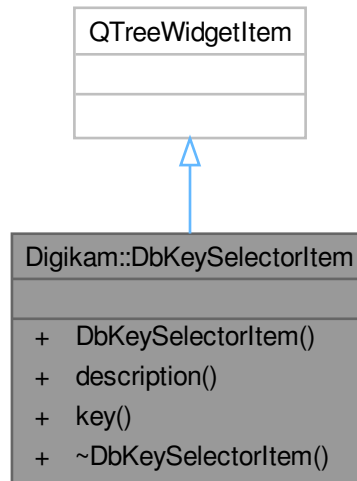 QTreeWidgetItem
Digikam::DbKeySelectorItem
+ DbKeySelectorItem()
+ description()
+ key()
+ ~DbKeySelectorItem()